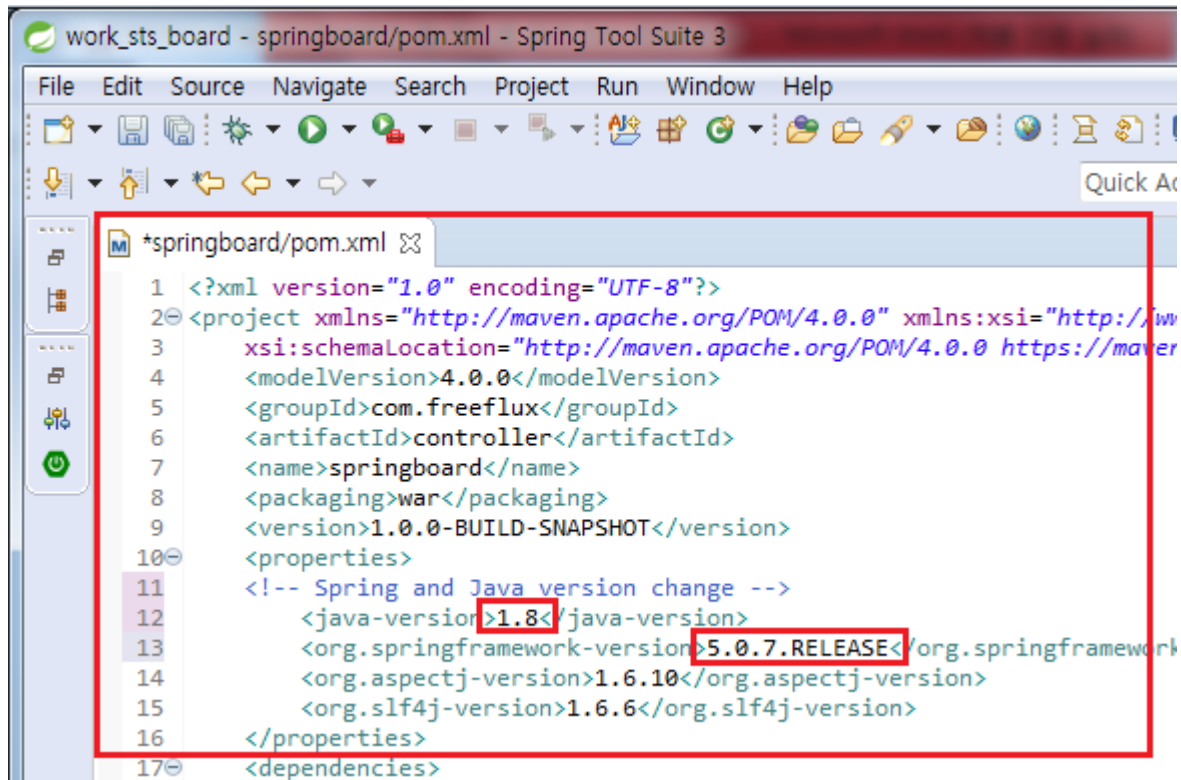 work_sts_board - springboard/pom.xml - Spring Tool Suite 3
File Edit Source Navigate Search Project Run Window Help
Quick
*springboard/pom.xml
1 <?xml version="1.0" encoding="UTF-8"?>
2 <project xmlns="http://maven.apache.org/POM/4.0.0" xmlns:xsi="http://ww
3 xsi:schemaLocation="http://maven.apache.org/POM/4.0.0 https://maven
4 <modelVersion>4.0.0</modelVersion>
5 <groupId>com.freeflux</groupId>
6 <artifactId>controller</artifactId>
7 <name>springboard</name>
8 <packaging>war</packaging>
9 <version>1.0.0-BUILD-SNAPSHOT</version>
10 <properties>
11 <!-- Spring and Java version change -->
12 <java-version>1.8</java-version>
13 <org.springframework-version>5.0.7.RELEASE</org.springframework
14 <org.aspectj-version>1.6.10</org.aspectj-version>
15 <org.slf4j-version>1.6.6</org.slf4j-version>
16 </properties>
17 <dependencies>